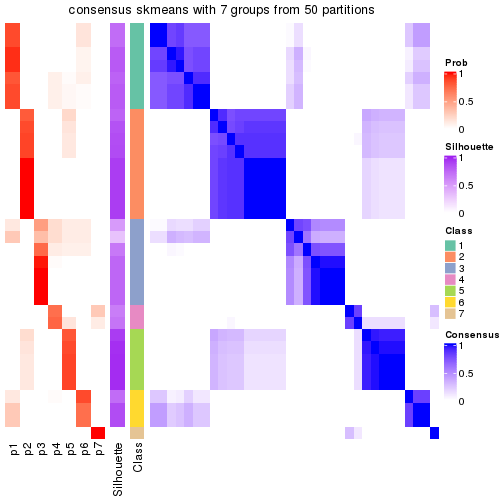 consensus skmeans with 7 groups from 50 partitions
Prob
1
0.5
0
Silhouette
1
0.5
0
Class
1
2
3
4
5
6
7
Consensus
1
0.5
0
p1
p2
p3
p4
p5
p6
p7
Silhouette
Class